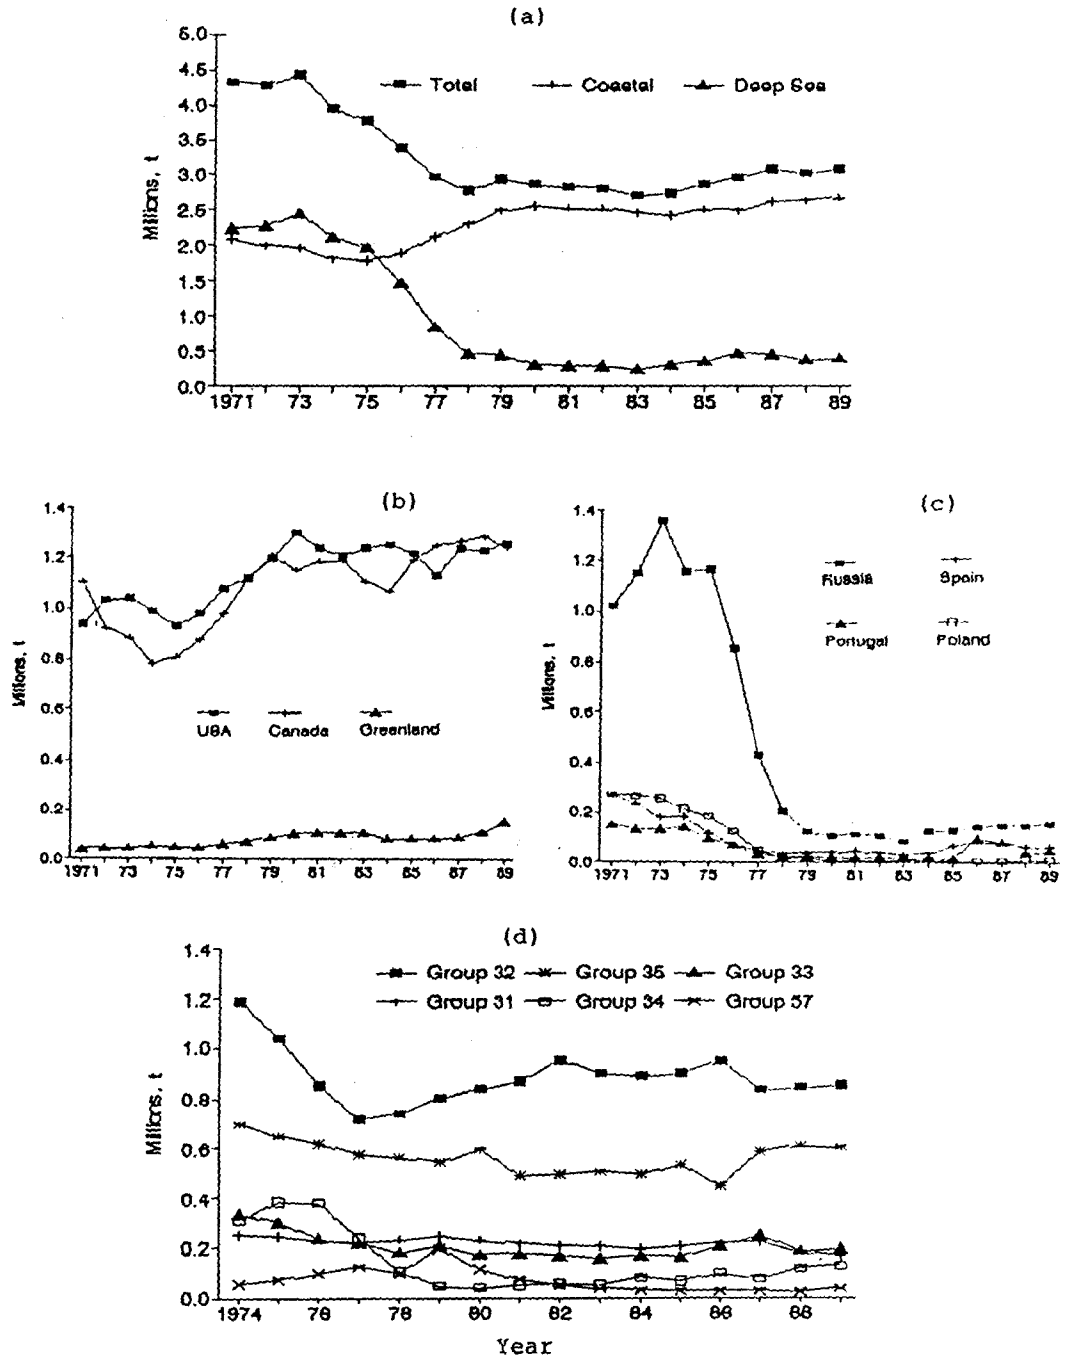 (a)
5.0
4.5
4.0
3.5
3.0
2.5
2.0
1.5
1.0
0.5
0.0
Millions, t
Total Coastal Deep Sea
1971 73 75 77 79 81 83 85 87 89
(b)
1.4
1.2
1.0
0.8
0.6
0.4
0.2
0.0
Millions, t
USA Canada Greenland
1971 73 75 77 79 81 83 85 87 89
(c)
1.4
1.2
1.0
0.8
0.6
0.4
0.2
0.0
Millions, t
Russia Spain
Portugal Poland
1971 73 75 77 79 81 83 85 87 89
(d)
1.4
1.2
1.0
0.8
0.6
0.4
0.2
0.0
Millions, t
Group 32 Group 35 Group 33
Group 31 Group 34 Group 57
1974 76 78 80 82 84 86 88
Year